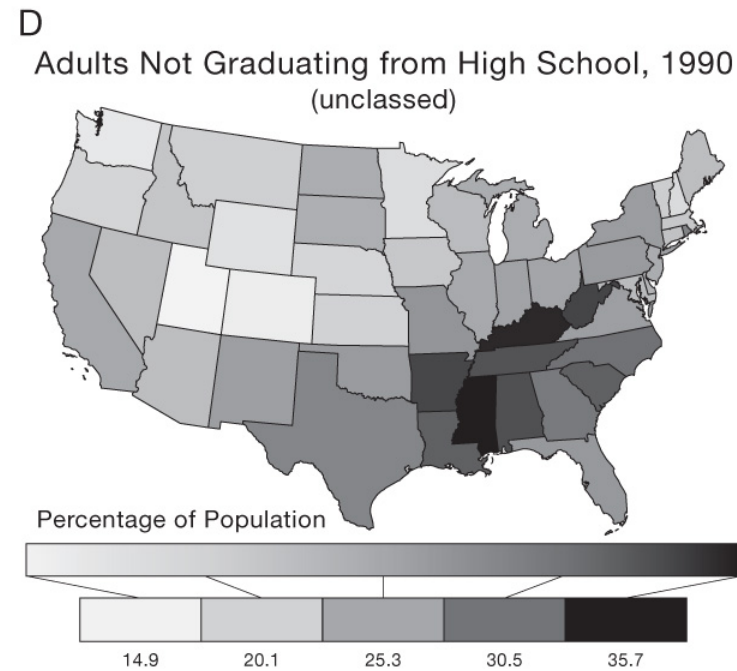 D
Adults Not Graduating from High School, 1990
(unclassed)
Percentage of Population
14.9 20.1 25.3 30.5 35.7